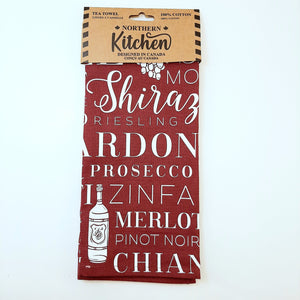 NORTHERN
TEA TOWEL
100% COTTON
Kitchen
DESIGNED IN CANADA
MO
Shiraz
RIESLING
ARDON
PROSECCO
ZINFA
MERLOT
PINOT NOIR
CHIAN